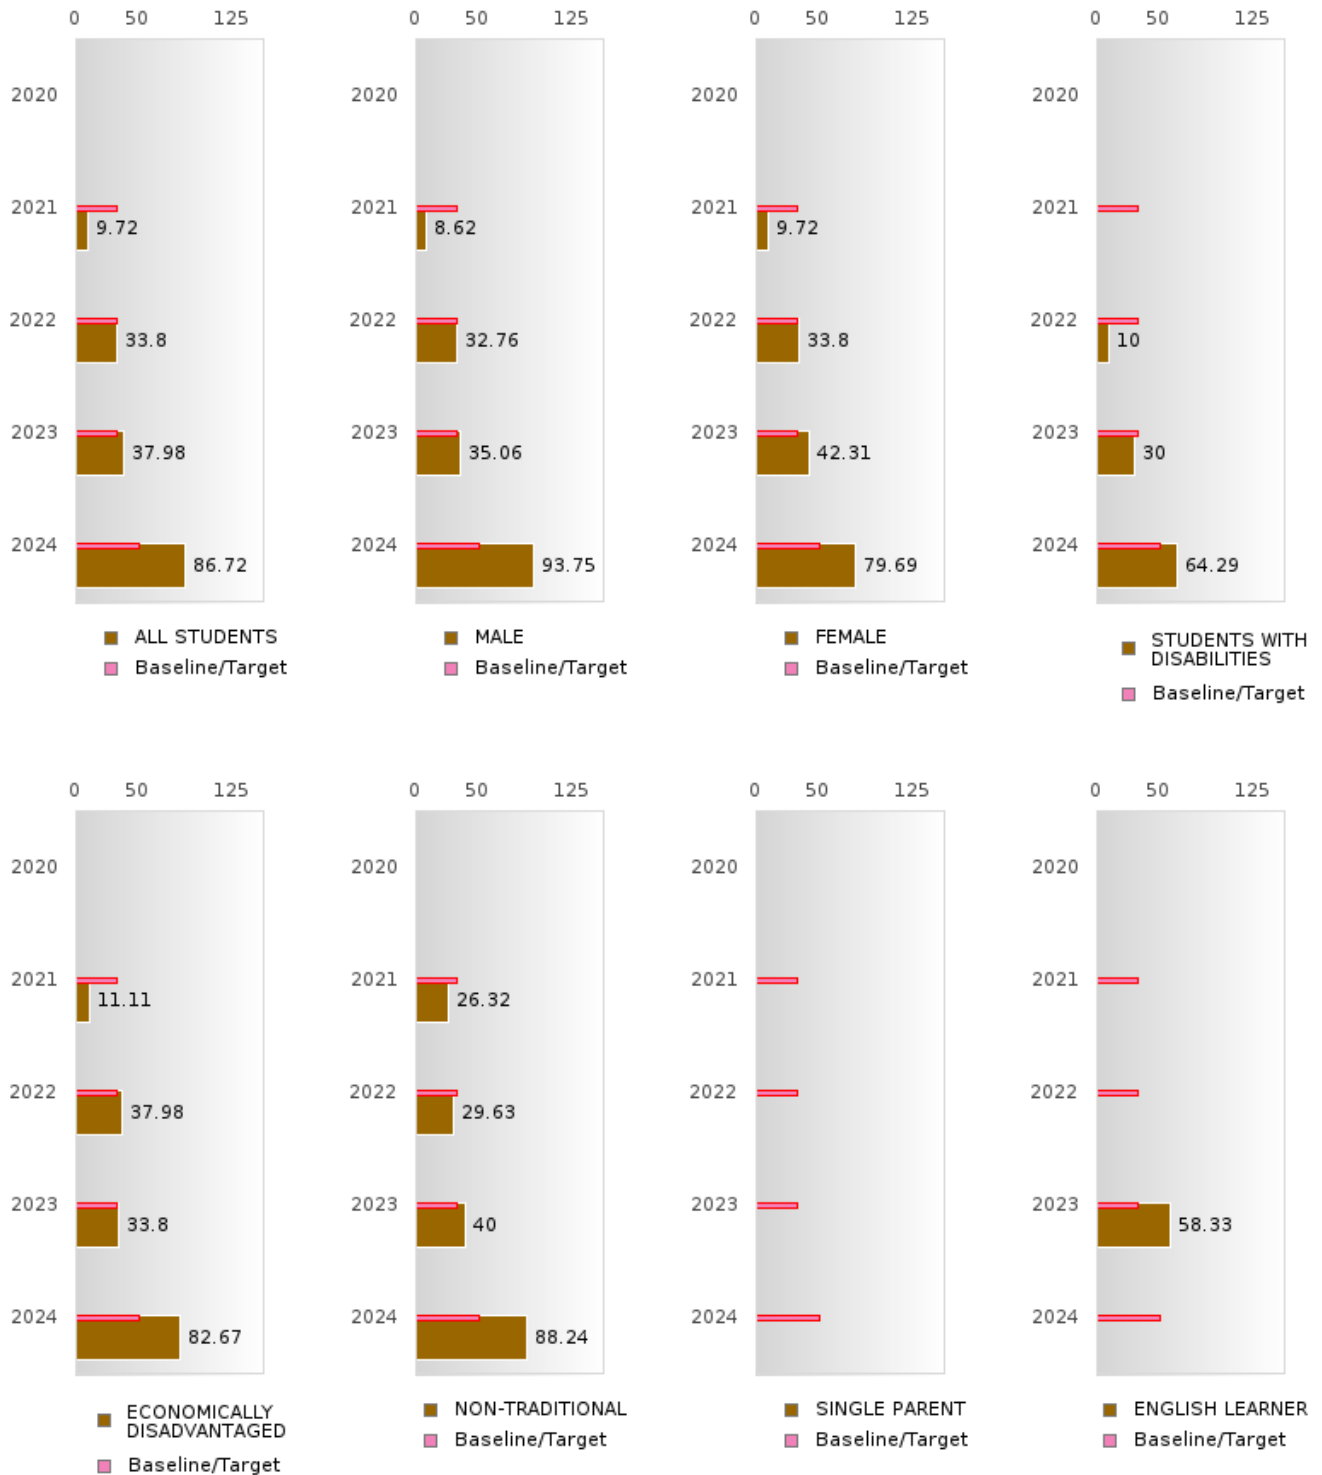 0 50 125 0 50 125 0 50 125 0 50 125
2020 2020 2020 2020
2021 2021 2021 2021
9.72 8.62 9.72
2022 2022 2022 2022
33.8 32.76 33.8 10
2023 2023 2023 2023
37.98 35.06 42.31 30
2024 2024 2024 2024
86.72 93.75 79.69 64.29
ALL STUDENTS MALE FEMALE STUDENTS WITH
DISABILITIES
Baseline/Target Baseline/Target Baseline/Target Baseline/Target
0 50 125 0 50 125 0 50 125 0 50 125
2020 2020 2020 2020
2021 2021 2021 2021
11.11 26.32
2022 2022 2022 2022
37.98 29.63
2023 2023 2023 2023
33.8 40 58.33
2024 2024 2024 2024
82.67 88.24
ECONOMICALLY NON-TRADITIONAL SINGLE PARENT ENGLISH LEARNER
DISADVANTAGED
Baseline/Target Baseline/Target Baseline/Target Baseline/Target